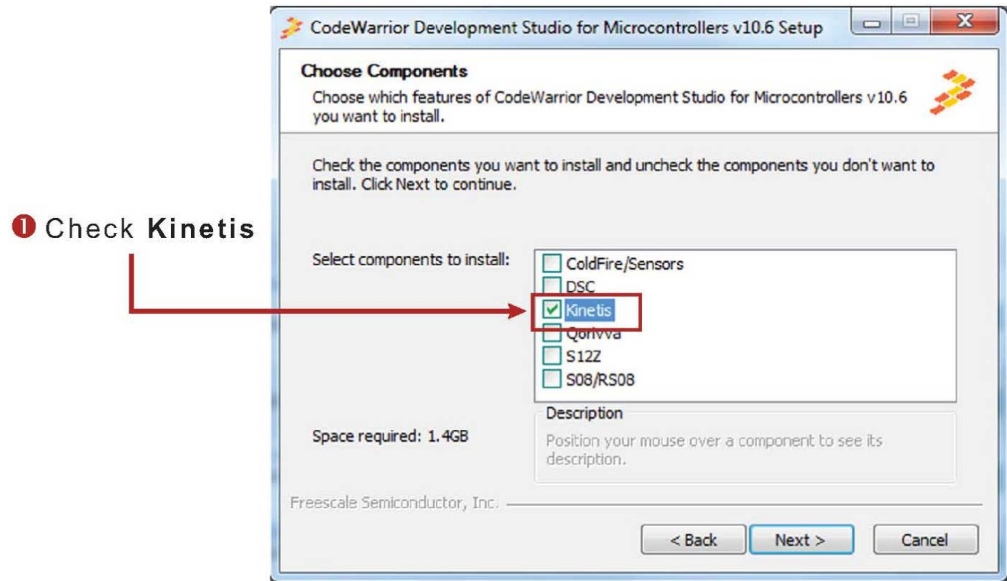 CodeWarrior Development Studio for Microcontrollers v10.6 Setup
Choose Components
Choose which features of CodeWarrior Development Studio for Microcontrollers v10.6
you want to install.
Check the components you want to install and uncheck the components you don't want to
install. Click Next to continue.
❶ Check Kinetis
Select components to install:
ColdFire/Sensors
DSC
Kinetis
Qorivva
S12Z
S08/RS08
Space required: 1.4GB
Description
Position your mouse over a component to see its
description.
Freescale Semiconductor, Inc.
< Back Next > Cancel